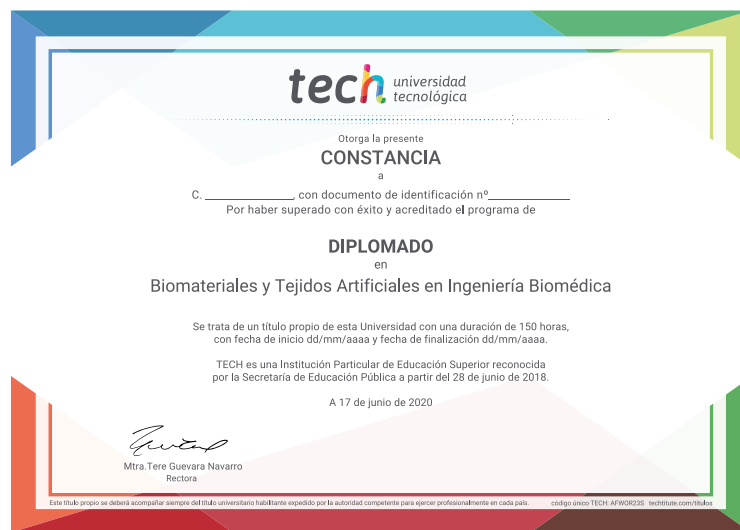 tech universidad
tecnológica
Otorga la presente
CONSTANCIA
a
C. ______________, con documento de identificación nº______________
Por haber superado con éxito y acreditado el programa de
DIPLOMADO
en
Biomateriales y Tejidos Artificiales en Ingeniería Biomédica
Se trata de un título propio de esta Universidad con una duración de 150 horas,
con fecha de inicio dd/mm/aaaa y fecha de finalización dd/mm/aaaa.
TECH es una Institución Particular de Educación Superior reconocida
por la Secretaría de Educación Pública a partir del 28 de junio de 2018.
A 17 de junio de 2020
Mtra.Tere Guevara Navarro
Rectora
Este título propio se deberá acompañar siempre del título universitario habilitante expedido por la autoridad competente para ejercer profesionalmente en cada país. código único TECH: AFWOR23S techtitute.com/titulos